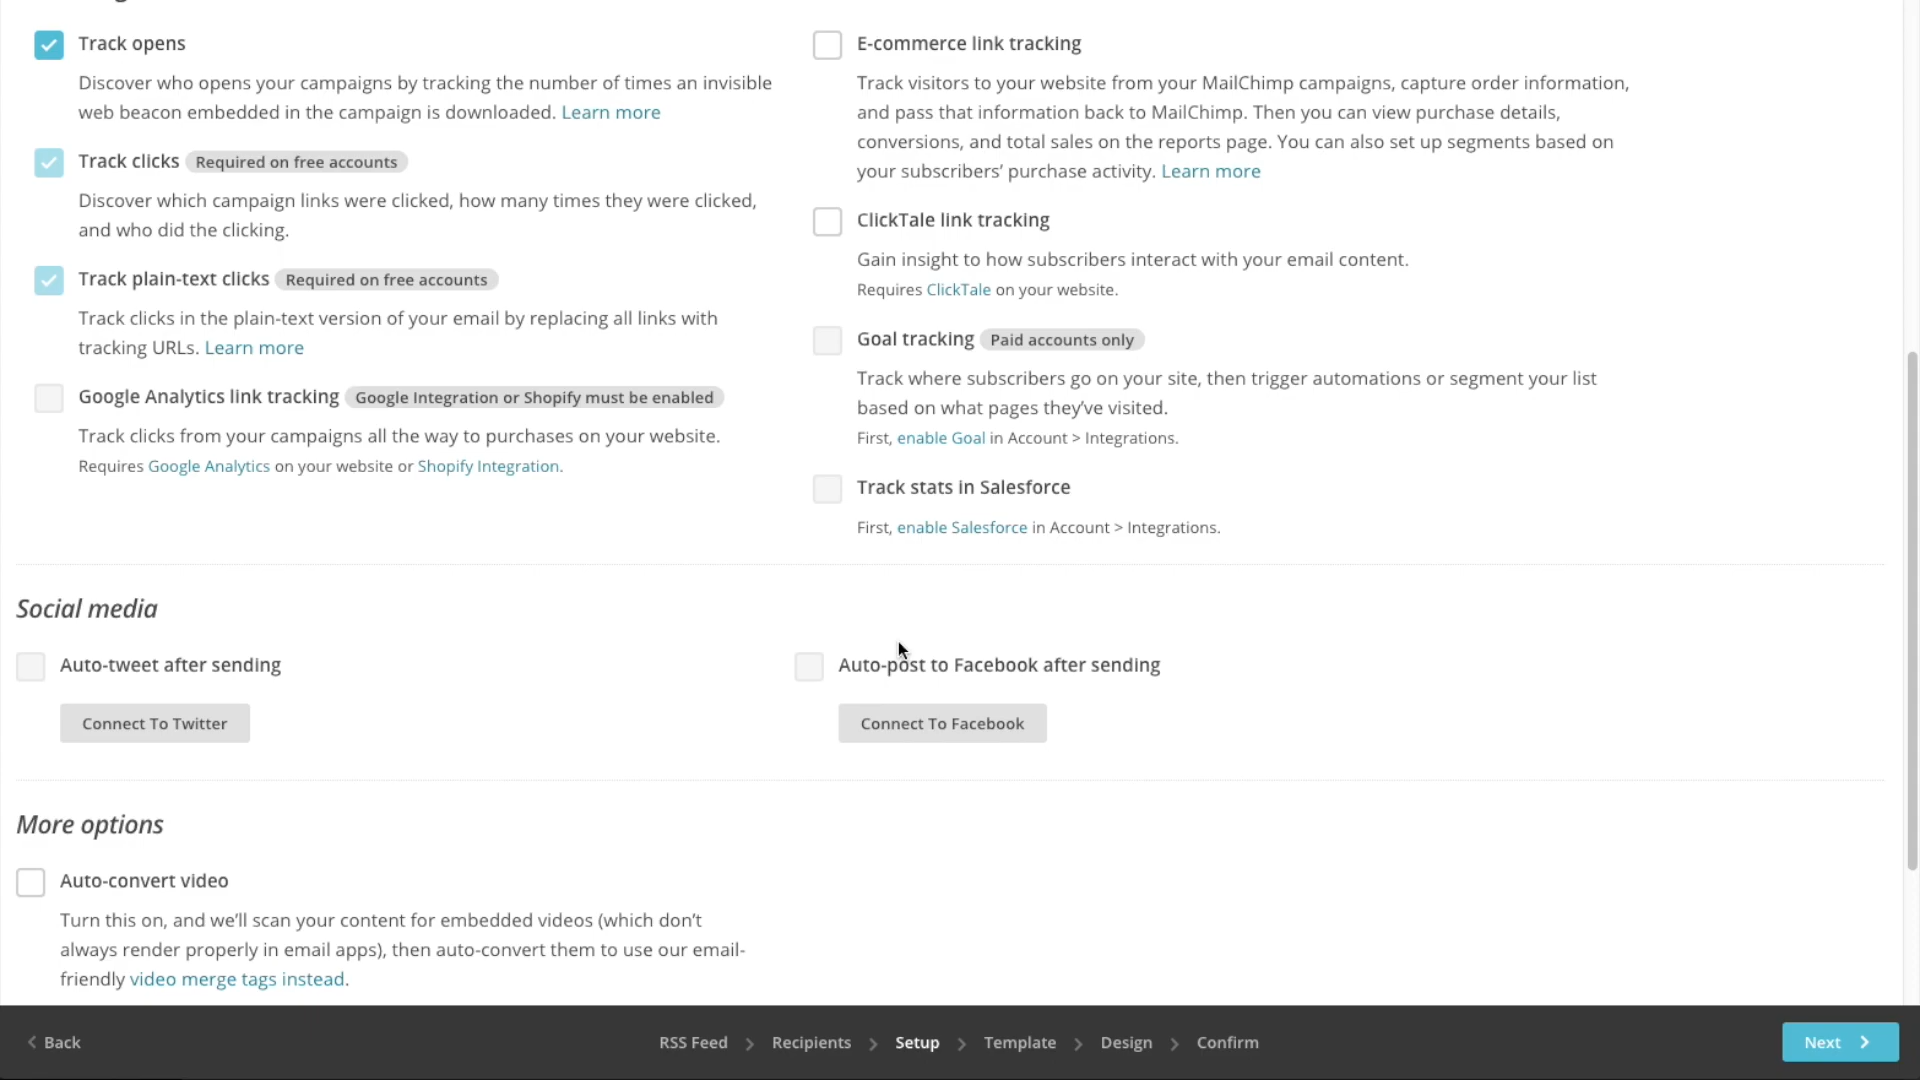 Track opens
Discover who opens your campaigns by tracking the number of times an invisible
web beacon embedded in the campaign is downloaded. Learn more
Track clicks Required on free accounts
Discover which campaign links were clicked, how many times they were clicked,
and who did the clicking.
Track plain-text clicks Required on free accounts
Track clicks in the plain-text version of your email by replacing all links with
tracking URLs. Learn more
Google Analytics link tracking Google Integration or Shopify must be enabled
Track clicks from your campaigns all the way to purchases on your website.
Requires Google Analytics on your website or Shopify Integration.
E-commerce link tracking
Track visitors to your website from your MailChimp campaigns, capture order information,
and pass that information back to MailChimp. Then you can view purchase details,
conversions, and total sales on the reports page. You can also set up segments based on
your subscribers’ purchase activity. Learn more
ClickTale link tracking
Gain insight to how subscribers interact with your email content.
Requires ClickTale on your website.
Goal tracking Paid accounts only
Track where subscribers go on your site, then trigger automations or segment your list
based on what pages they’ve visited.
First, enable Goal in Account > Integrations.
Track stats in Salesforce
First, enable Salesforce in Account > Integrations.
Social media
Auto-tweet after sending
Connect To Twitter
Auto-post to Facebook after sending
Connect To Facebook
More options
Auto-convert video
Turn this on, and we’ll scan your content for embedded videos (which don’t
always render properly in email apps), then auto-convert them to use our email-
friendly video merge tags instead.
Back
RSS Feed > Recipients > Setup > Template > Design > Confirm
Next